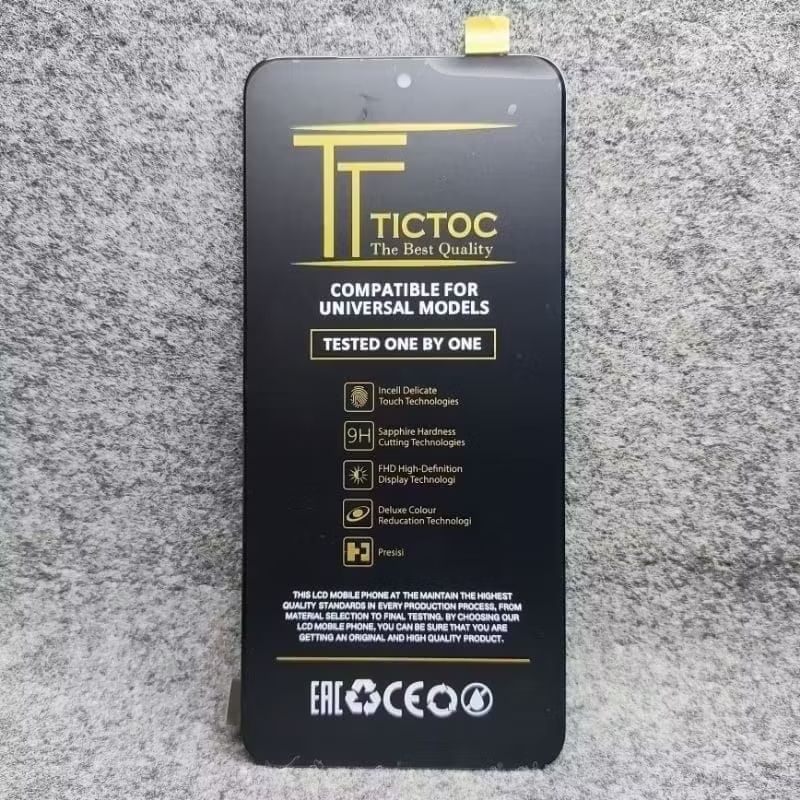 TT
TICTOC
The Best Quality
COMPATIBLE FOR
UNIVERSAL MODELS
TESTED ONE BY ONE
Incell Delicate
Touch Technologies
9H
Sapphire Hardness
Cutting Technologies
FHD High-Definition
Display Technologi
Deluxe Colour
Reducation Technologi
Presisi
THIS LCD MOBILE PHONE AT THE MAINTAIN THE HIGHEST
QUALITY STANDARDS IN EVERY PRODUCTION PROCESS, FROM
MATERIAL SELECTION TO FINAL TESTING. BY CHOOSING OUR
LCD MOBILE PHONE, YOU CAN BE SURE THAT YOU ARE
GETTING AN ORIGINAL AND HIGH QUALITY PRODUCT.
EAC CE